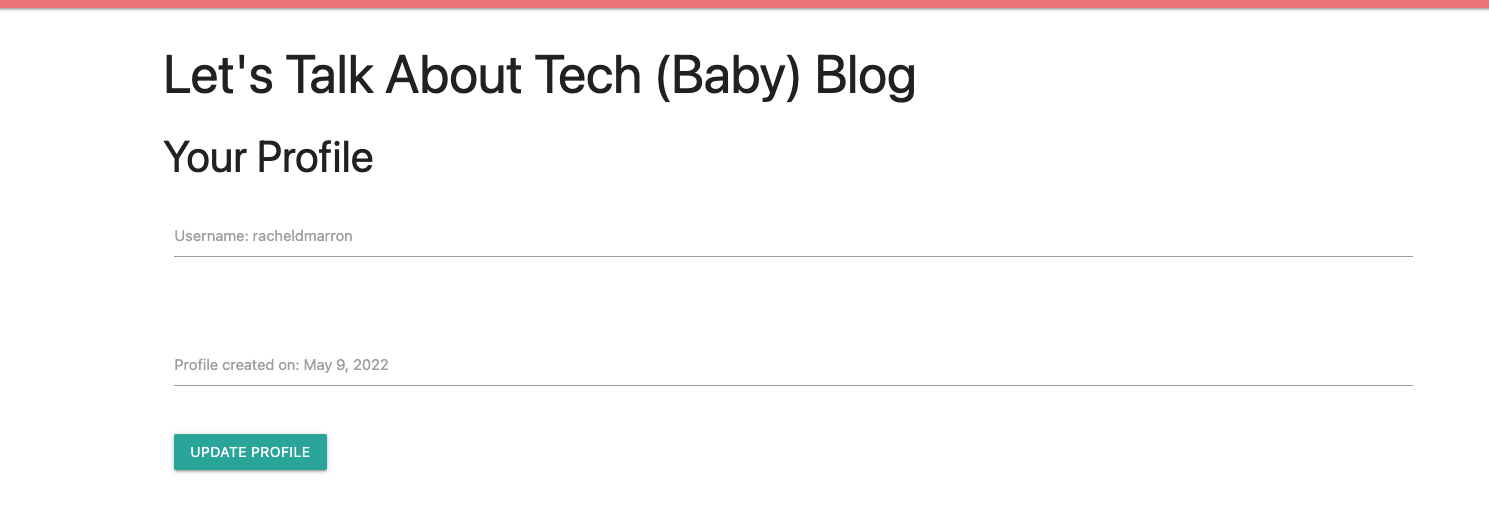 Let's Talk About Tech (Baby) Blog
Your Profile
Username: racheldmarron
Profile created on: May 9, 2022
UPDATE PROFILE